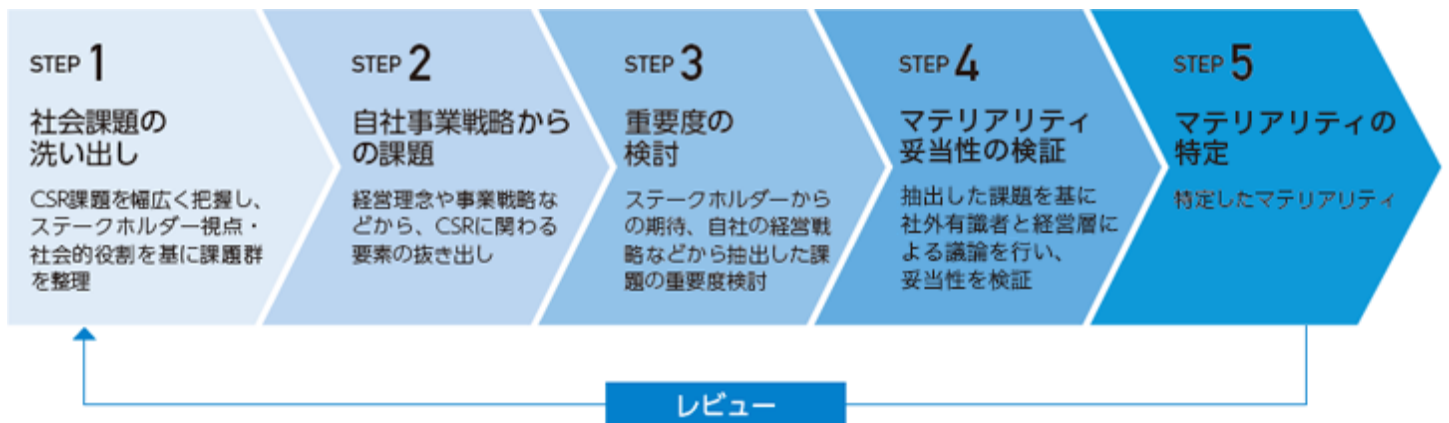 STEP 1
社会課題の
洗い出し
CSR課題を幅広く把握し、
ステークホルダー視点・
社会的役割を基に課題群
を整理
STEP 2
自社事業戦略から
の課題
経営理念や事業戦略な
どから、CSRに関わる
要素の抜き出し
STEP 3
重要度の
検討
ステークホルダーから
の期待、自社の経営戦
略などから抽出した課
題の重要度検討
STEP 4
マテリアリティ
妥当性の検証
抽出した課題を基に
社外有識者と経営層に
よる議論を行い、
妥当性を検証
STEP 5
マテリアリティの
特定
特定したマテリアリティ
レビュー